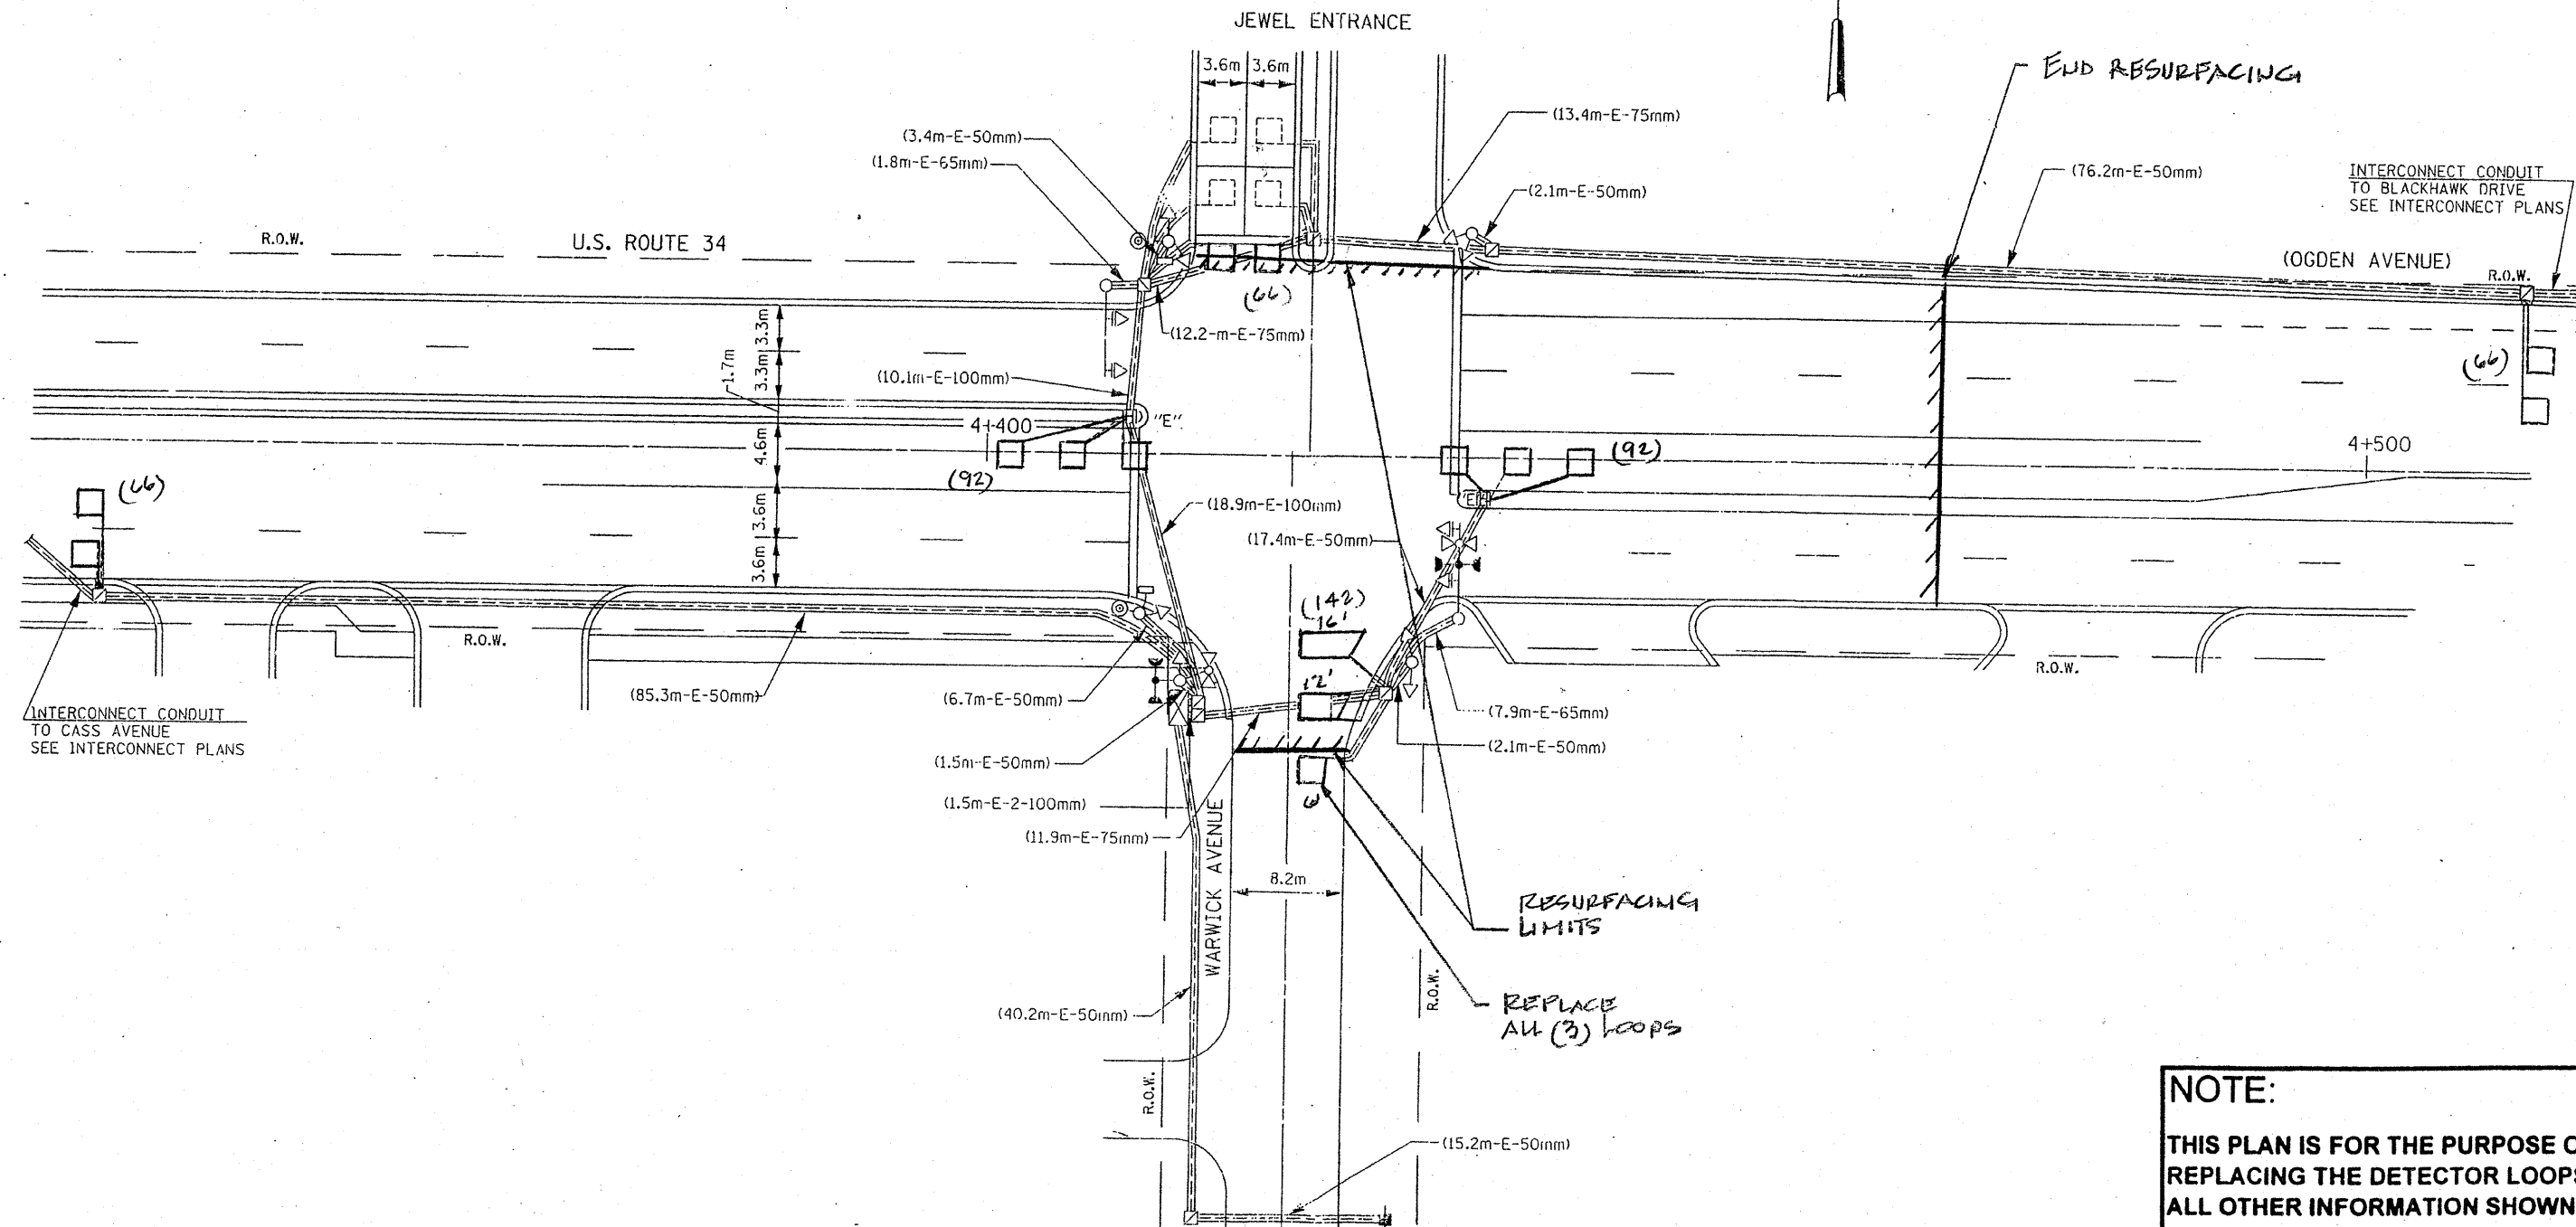 JEWEL ENTRANCE
3.6m 3.6m
END RESURFACING
(3.4m-E-50mm)
(1.8m-E-65mm)
(13.4m-E-75mm)
(2.1m-E-50mm)
(76.2m-E-50mm)
INTERCONNECT CONDUIT
TO BLACKHAWK DRIVE
SEE INTERCONNECT PLANS
R.O.W.
U.S. ROUTE 34
(OGDEN AVENUE)
R.O.W.
(66)
(12.2-m-E-75mm)
3.3m
3.3m
1.7m
(10.1m-E-100mm)
(66)
4+400
"E"
4.6m
(92)
(92)
4+500
"E"
(66)
(18.9m-E-100mm)
(17.4m-E-50mm)
3.6m
3.6m
(142)
16'
R.O.W.
R.O.W.
(85.3m-E-50mm)
(6.7m-E-50mm)
12'
(7.9m-E-65mm)
(2.1m-E-50mm)
INTERCONNECT CONDUIT
TO CASS AVENUE
SEE INTERCONNECT PLANS
(1.5m-E-50mm)
(1.5m-E-2-100mm)
6'
(11.9m-E-75mm)
WARWICK AVENUE
8.2m
RESURFACING
LIMITS
R.O.W.
REPLACE
ALL (3) LOOPS
(40.2m-E-50mm)
R.O.W.
(15.2m-E-50mm)
NOTE:
THIS PLAN IS FOR THE PURPOSE
REPLACING THE DETECTOR LOOPS
ALL OTHER INFORMATION SHOWN